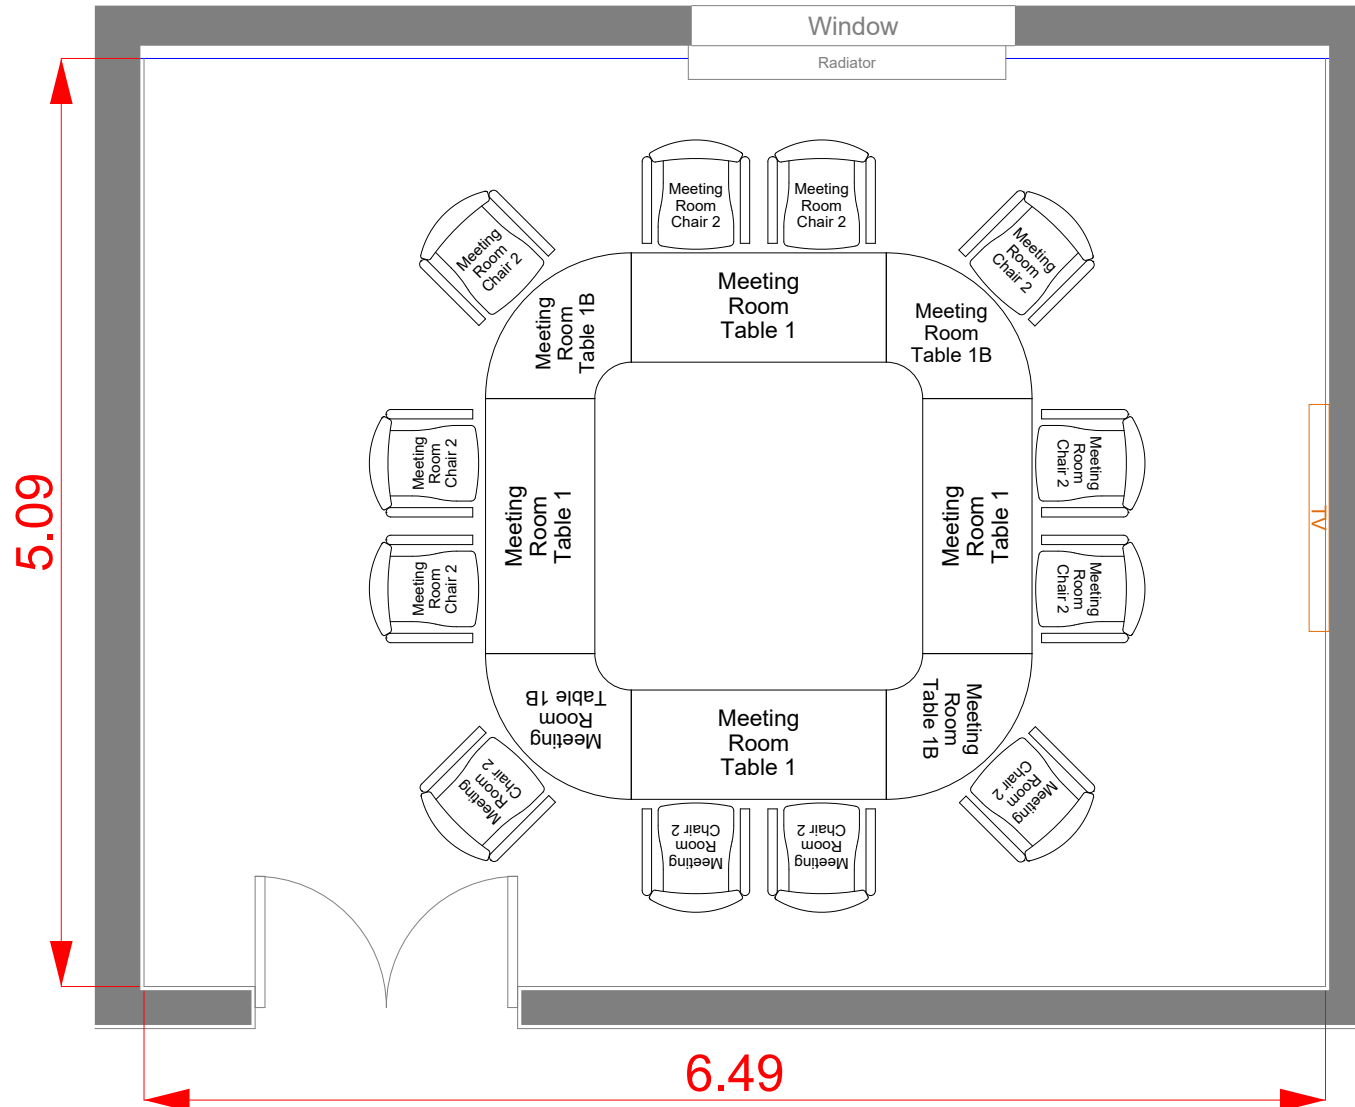 Window
Radiator
Meeting
Room
Chair 2
Meeting
Room
Chair 2
Meeting
Room
Chair 2
Meeting
Room
Chair 2
Meeting
Room
Table 1B
Meeting
Room
Table 1
Meeting
Room
Table 1B
Meeting
Room
Chair 2
Meeting
Room
Chair 2
5.09
Meeting
Room
Table 1
Meeting
Room
Table 1
TV
Meeting
Room
Chair 2
Meeting
Room
Chair 2
Meeting
Room
Table 1B
Meeting
Room
Table 1
Meeting
Room
Table 1B
Meeting
Room
Chair 2
Meeting
Room
Chair 2
Meeting
Room
Chair 2
Meeting
Room
Chair 2
6.49